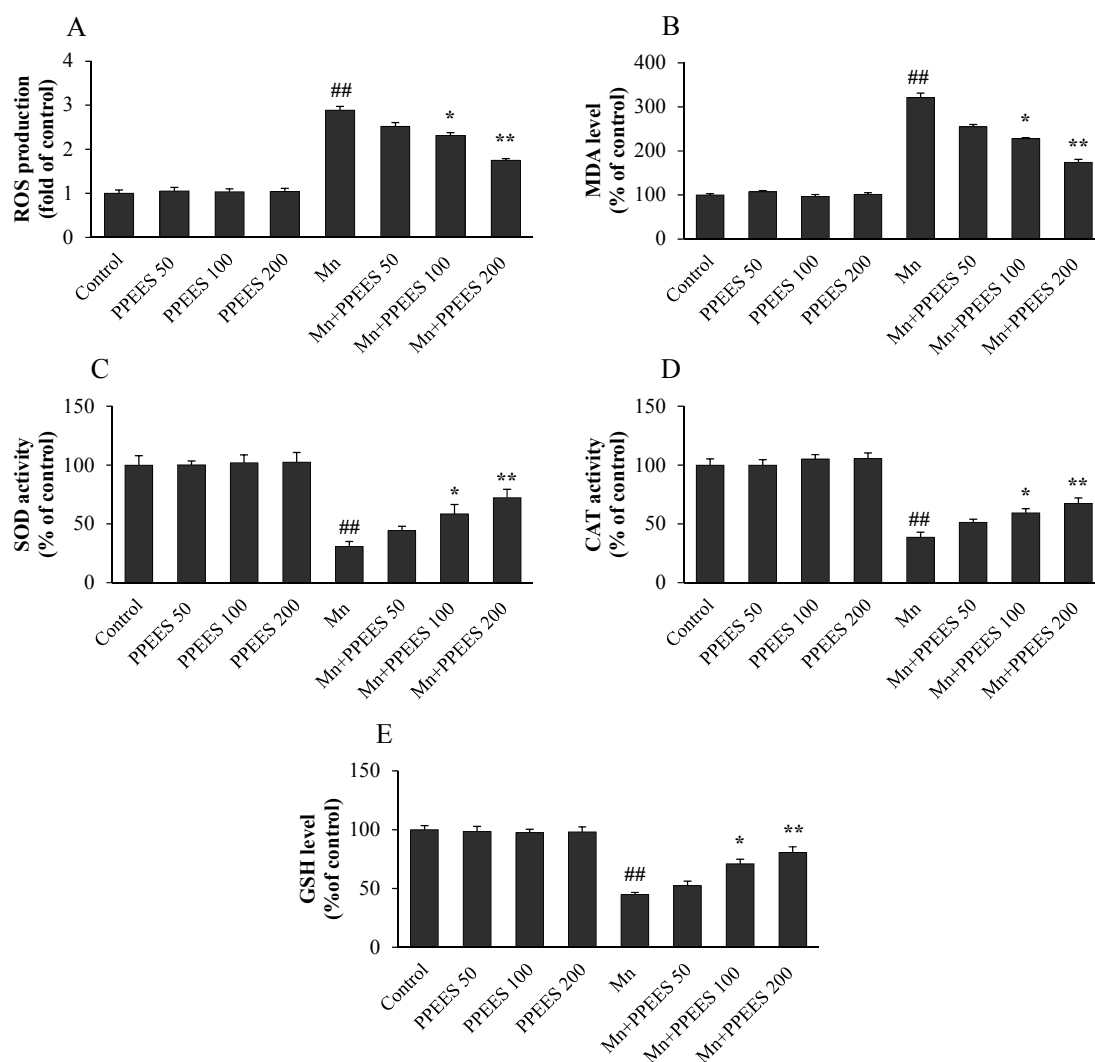 A
ROS production
(fold of control)
4
3
2
1
0
##
*
**
Control
PPEES 50
PPEES 100
PPEES 200
Mn
Mn+PPEES 50
Mn+PPEES 100
Mn+PPEES 200
B
MDA level
(% of control)
400
300
200
100
0
##
*
**
Control
PPEES 50
PPEES 100
PPEES 200
Mn
Mn+PPEES 50
Mn+PPEES 100
Mn+PPEES 200
C
SOD activity
(% of control)
150
100
50
0
##
*
**
Control
PPEES 50
PPEES 100
PPEES 200
Mn
Mn+PPEES 50
Mn+PPEES 100
Mn+PPEES 200
D
CAT activity
(% of control)
150
100
50
0
##
*
**
Control
PPEES 50
PPEES 100
PPEES 200
Mn
Mn+PPEES 50
Mn+PPEES 100
Mn+PPEES 200
E
GSH level
(%of control)
150
100
50
0
##
*
**
Control
PPEES 50
PPEES 100
PPEES 200
Mn
Mn+PPEES 50
Mn+PPEES 100
Mn+PPEES 200